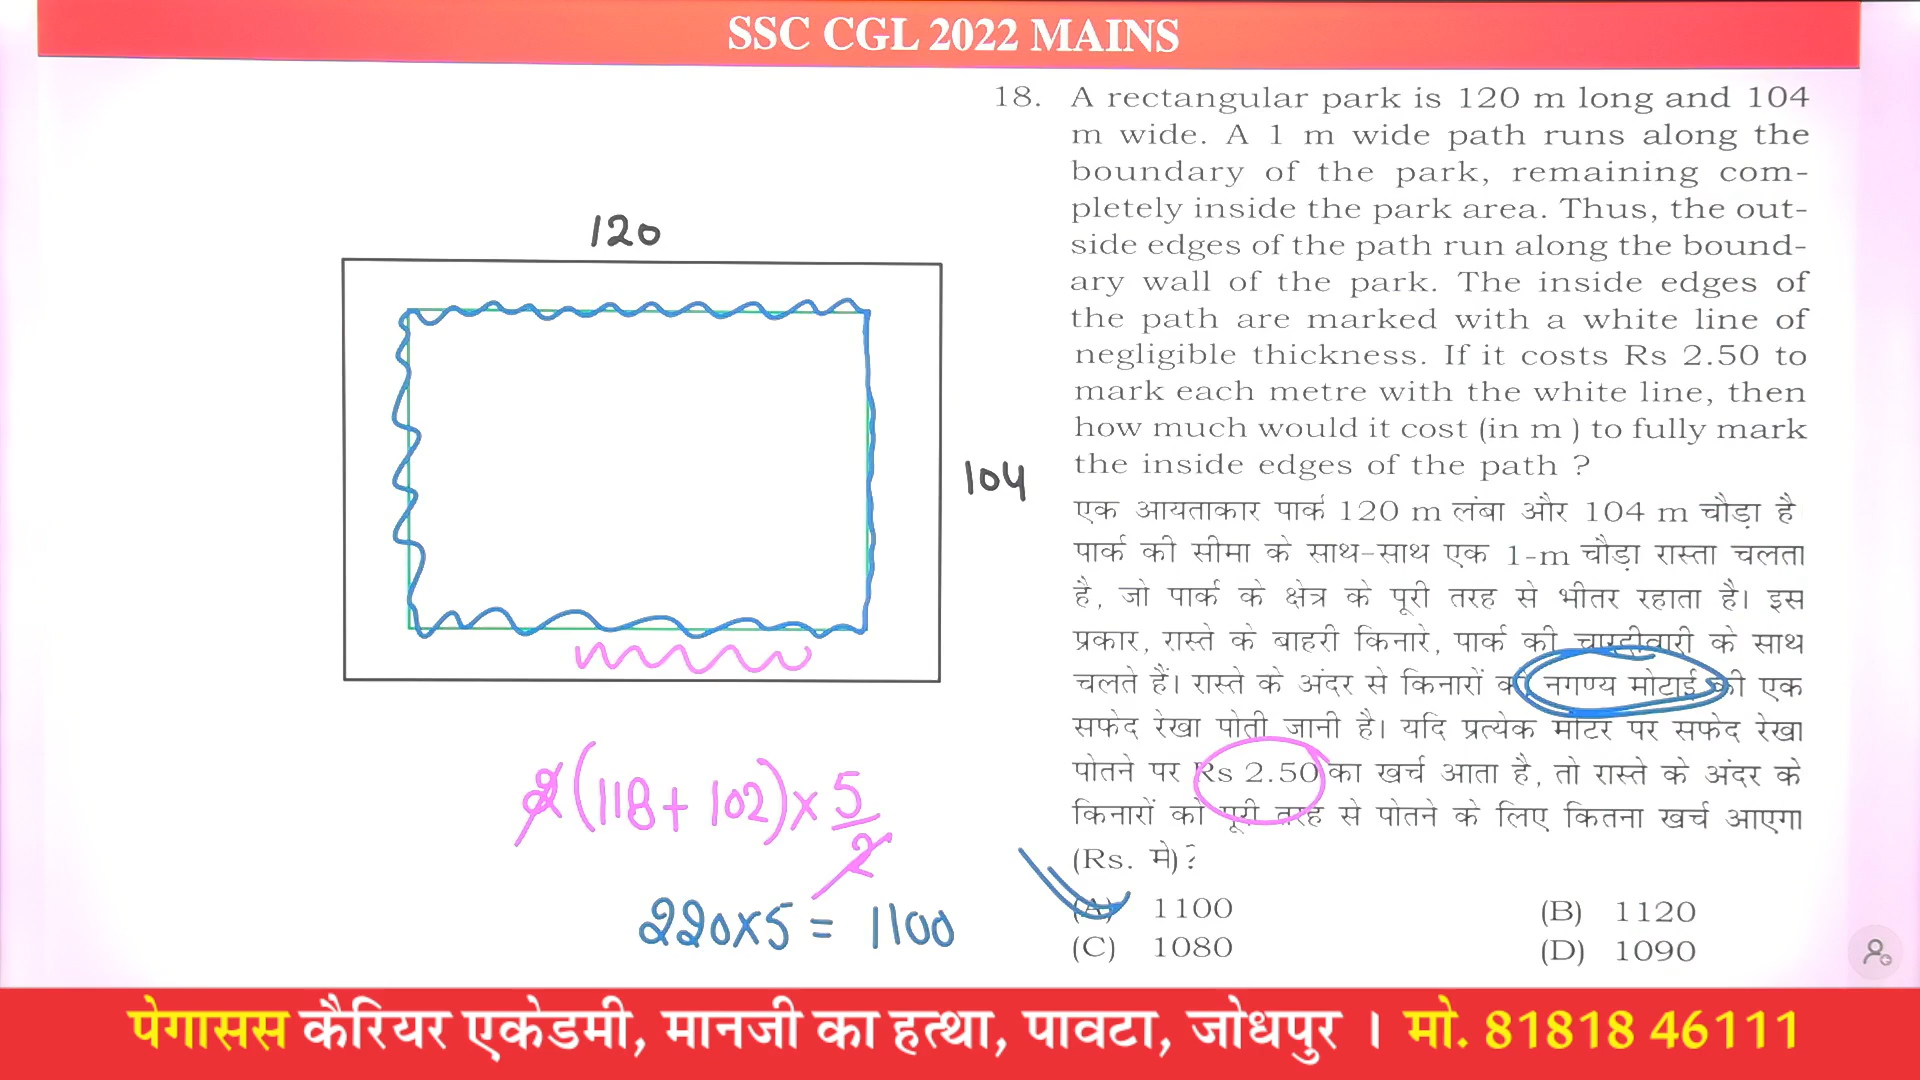 SSC CGL 2022 MAINS
18. A rectangular park is 120 m long and 104
m wide. A 1 m wide path runs along the
boundary of the park, remaining com-
pletely inside the park area. Thus, the out-
side edges of the path run along the bound-
ary wall of the park. The inside edges of
the path are marked with a white line of
negligible thickness. If it costs Rs 2.50 to
mark each metre with the white line, then
how much would it cost (in m ) to fully mark
the inside edges of the path ?
एक आयताकार पार्क 120 m लंबा और 104 m चौड़ा है
पार्क की सीमा के साथ-साथ एक 1-m चौड़ा रास्ता चलता
है, जो पार्क के क्षेत्र के पूरी तरह से भीतर रहाता है। इस
प्रकार, रास्ते के बाहरी किनारे, पार्क की चारदीवारी के साथ
चलते हैं। रास्ते के अंदर से किनारों को नगण्य मोटाई की एक
सफेद रेखा पोती जानी है। यदि प्रत्येक मीटर पर सफेद रेखा
पोतने पर Rs 2.50 का खर्च आता है, तो रास्ते के अंदर के
किनारों को पूरी तरह से पोतने के लिए कितना खर्च आएगा
(Rs. मे)?
(A) 1100 (B) 1120
(C) 1080 (D) 1090
120
104
2(118+102)×5/2
220×5 = 1100
पेगासस कैरियर एकेडमी, मानजी का हत्था, पावटा, जोधपुर । मो. 81818 46111